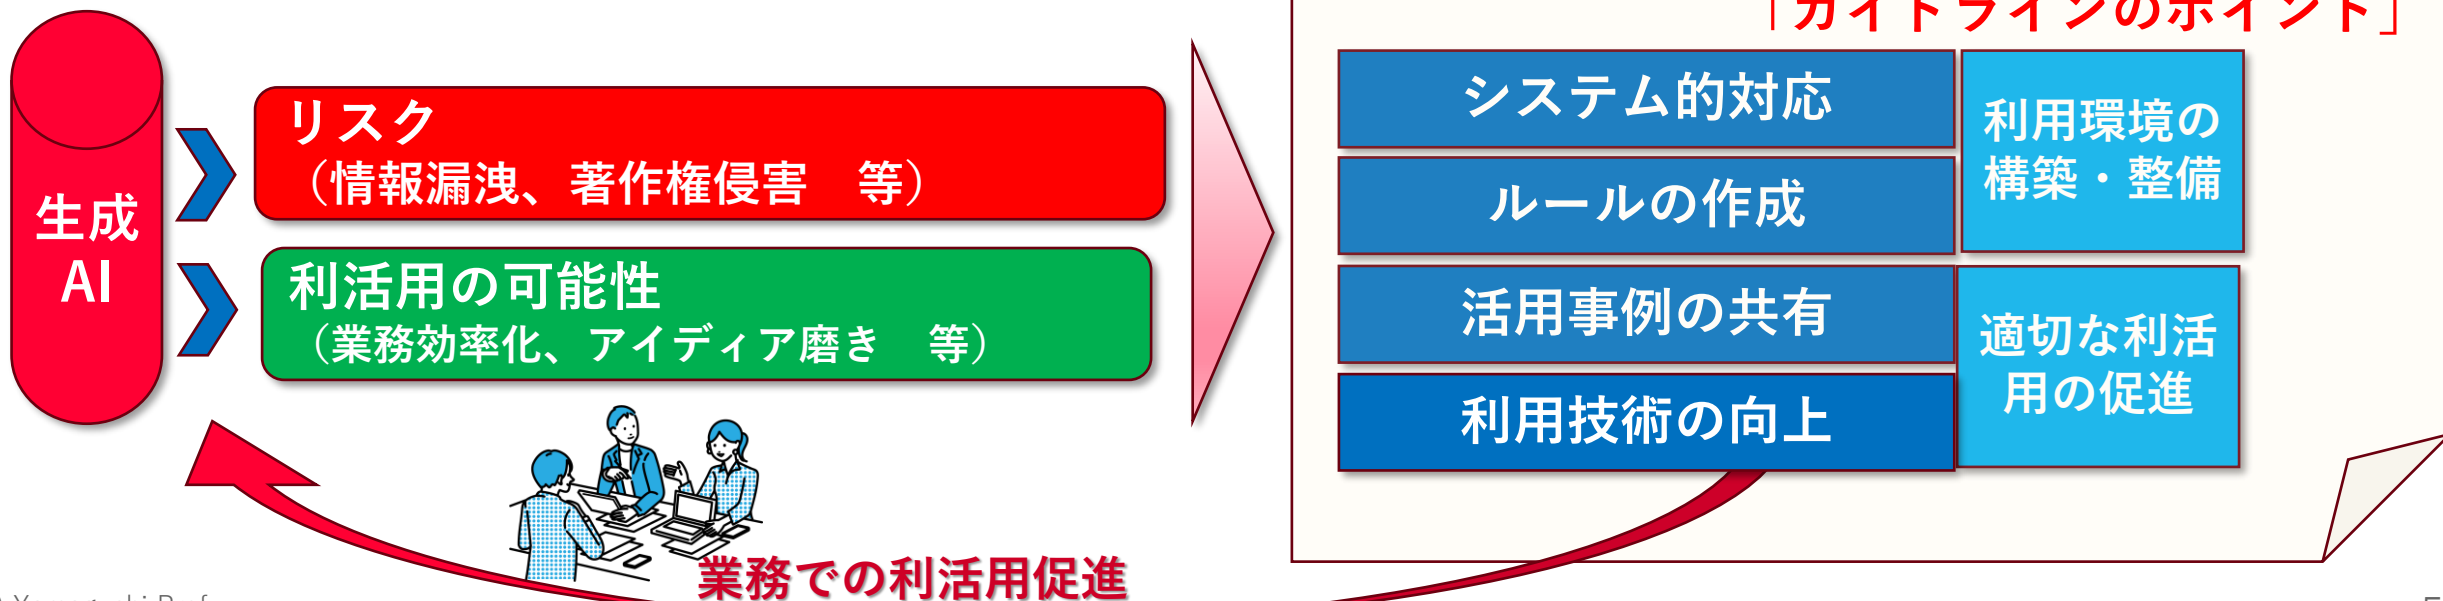 「ガイドラインのポイント」
生成
AI
リスク
（情報漏洩、著作権侵害　等）
利活用の可能性
（業務効率化、アイディア磨き　等）
システム的対応
ルールの作成
活用事例の共有
利用技術の向上
利用環境の
構築・整備
適切な利活
用の促進
業務での利活用促進